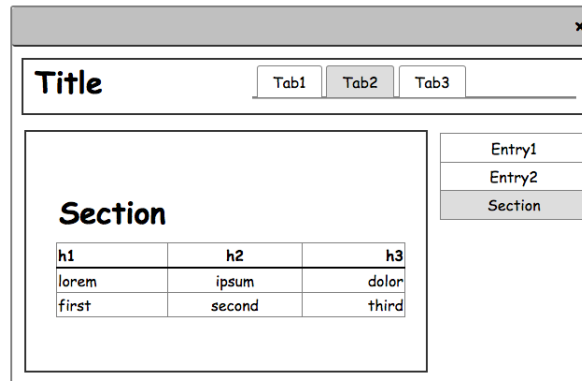 ×
Title Tab1 Tab2 Tab3
Entry1
Entry2
Section
Section
h1 h2 h3
lorem ipsum dolor
first second third